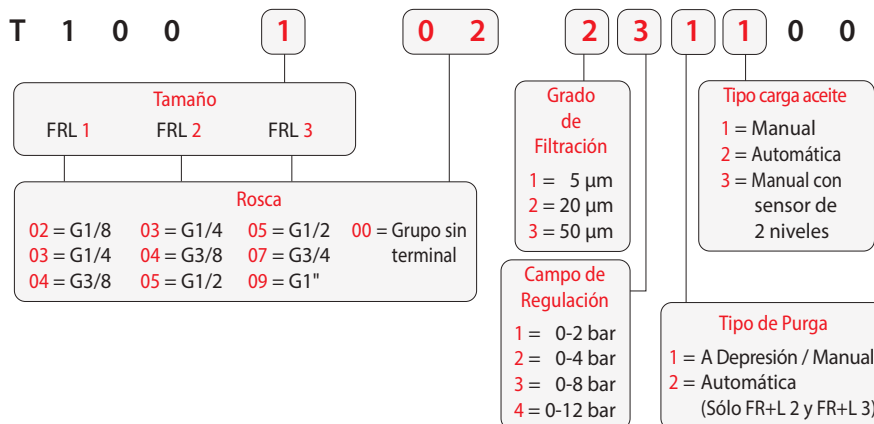 T 1 0 0 1 0 2 2 3 1 1 0 0
Tamaño
FRL 1 FRL 2 FRL 3
Rosca
02 = G1/8 03 = G1/4 05 = G1/2 00 = Grupo sin
03 = G1/4 04 = G3/8 07 = G3/4 terminal
04 = G3/8 05 = G1/2 09 = G1"
Grado
de
Filtración
1 = 5 µm
2 = 20 µm
3 = 50 µm
Campo de
Regulación
1 = 0-2 bar
2 = 0-4 bar
3 = 0-8 bar
4 = 0-12 bar
Tipo carga aceite
1 = Manual
2 = Automática
3 = Manual con
sensor de
2 niveles
Tipo de Purga
1 = A Depresión / Manual
2 = Automática
(Sólo FR+L 2 y FR+L 3)